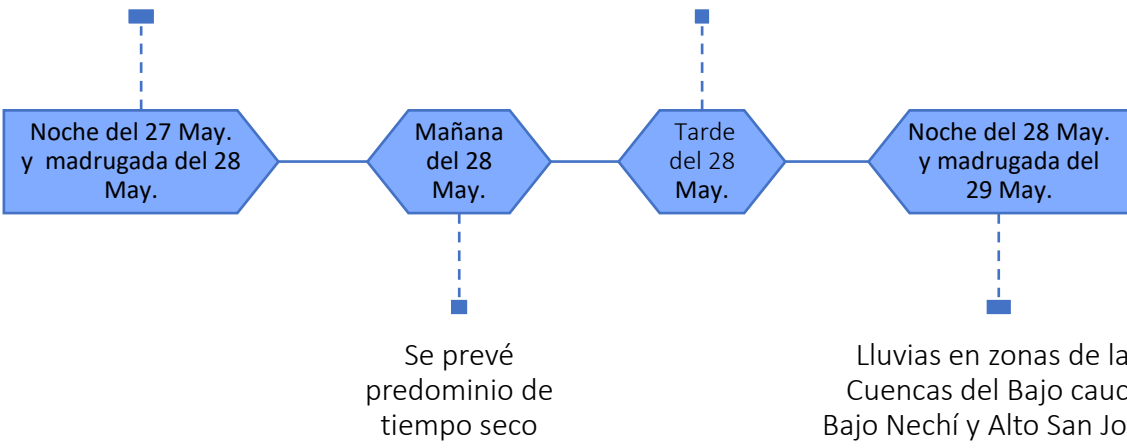 Noche del 27 May.
y madrugada del 28
May.
Mañana
del 28
May.
Tarde
del 28
May.
Noche del 28 May.
y madrugada del
29 May.
Se prevé
predominio de
tiempo seco
Lluvias en zonas de la
Cuencas del Bajo cauc
Bajo Nechí y Alto San Jo